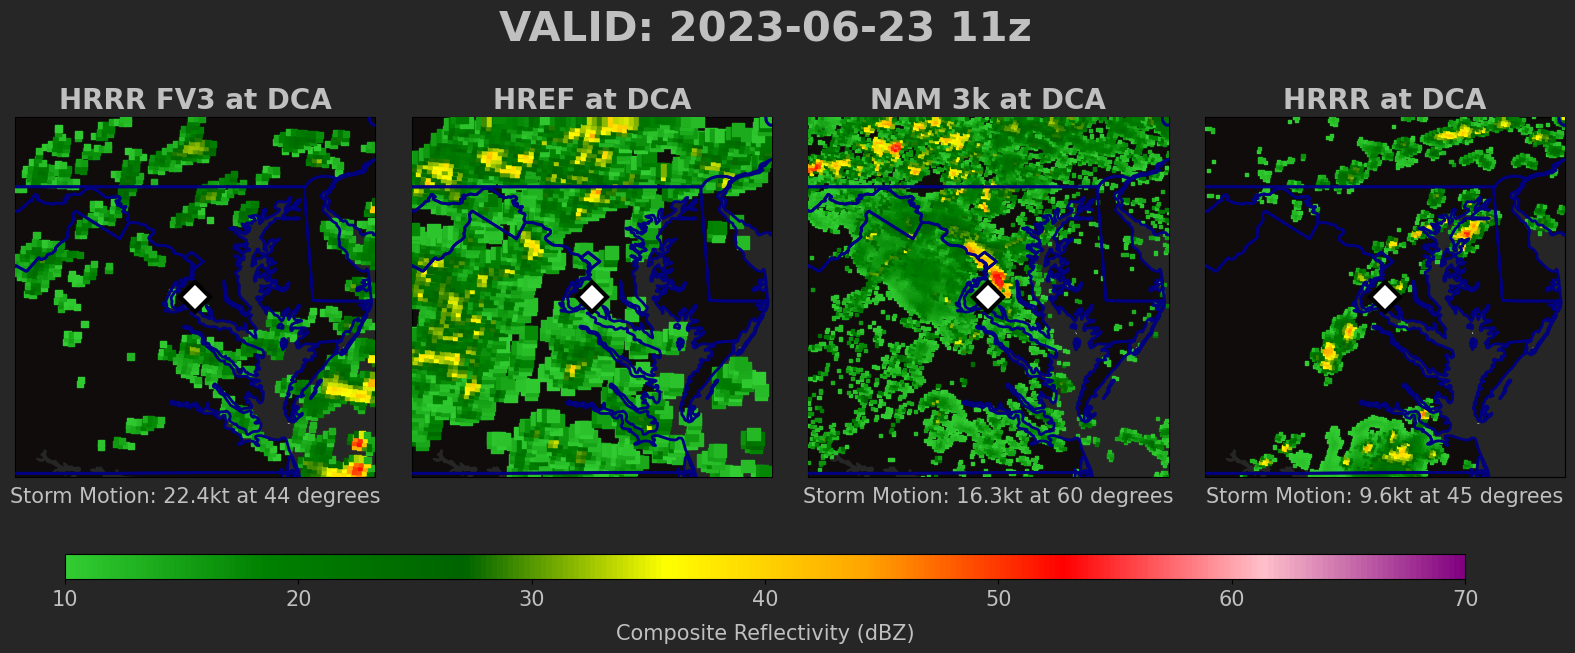 VALID: 2023-06-23 11z
HRRR FV3 at DCA
HREF at DCA
NAM 3k at DCA
HRRR at DCA
Storm Motion: 22.4kt at 44 degrees
Storm Motion: 16.3kt at 60 degrees
Storm Motion: 9.6kt at 45 degrees
10 20 30 40 50 60 70
Composite Reflectivity (dBZ)